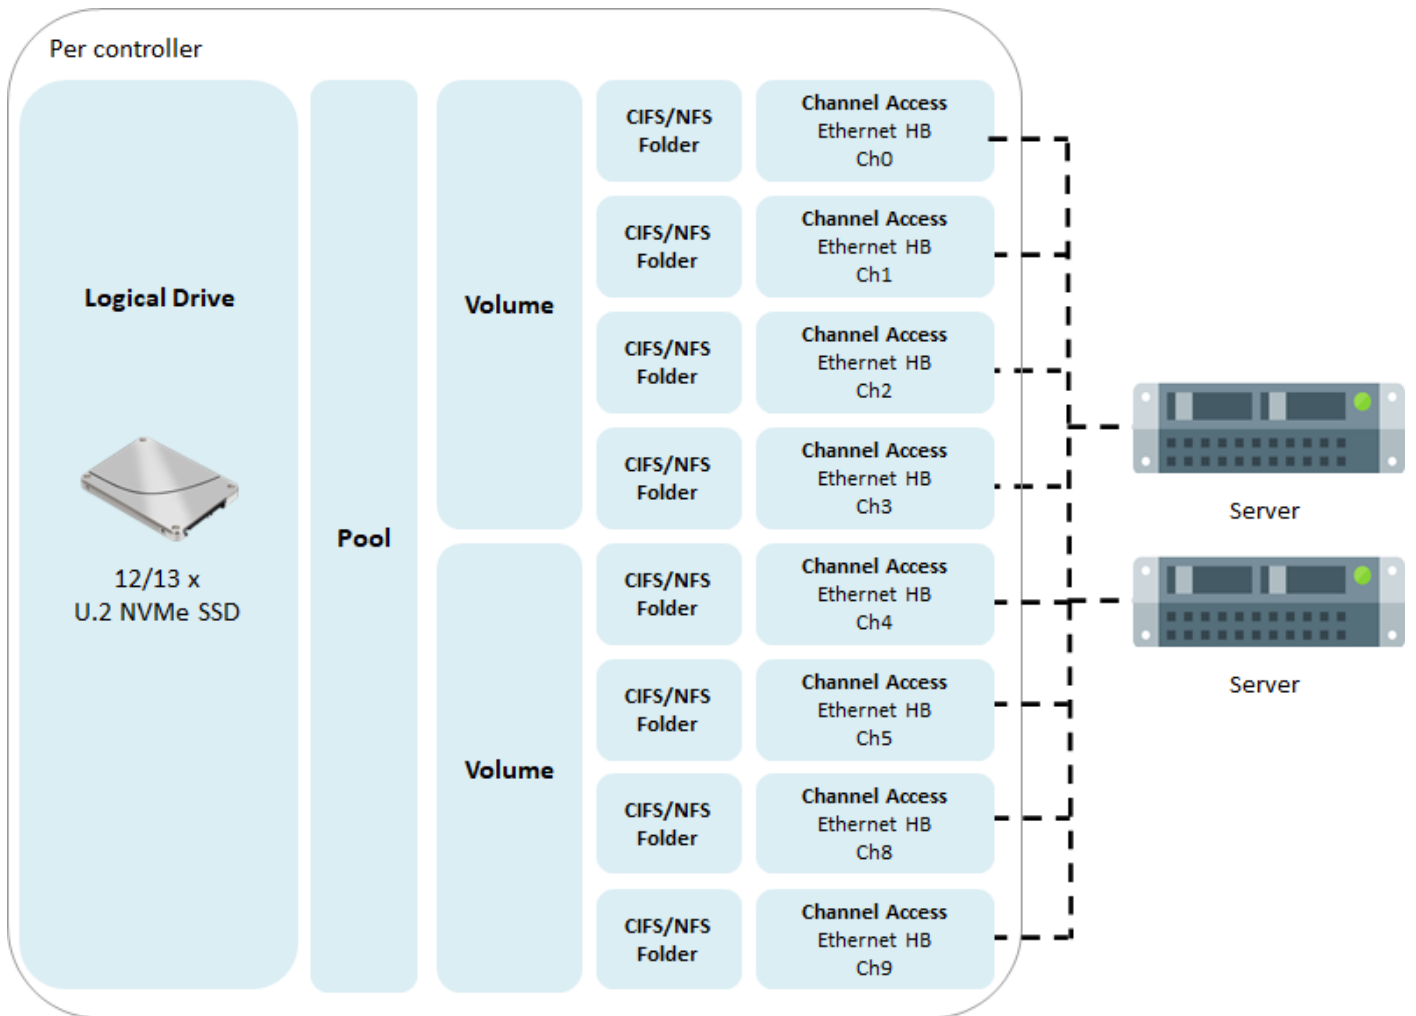 Per controller
Logical Drive
12/13 x
U.2 NVMe SSD
Pool
Volume
Volume
CIFS/NFS
Folder
Channel Access
Ethernet HB
Ch0
CIFS/NFS
Folder
Channel Access
Ethernet HB
Ch1
CIFS/NFS
Folder
Channel Access
Ethernet HB
Ch2
CIFS/NFS
Folder
Channel Access
Ethernet HB
Ch3
CIFS/NFS
Folder
Channel Access
Ethernet HB
Ch4
CIFS/NFS
Folder
Channel Access
Ethernet HB
Ch5
CIFS/NFS
Folder
Channel Access
Ethernet HB
Ch8
CIFS/NFS
Folder
Channel Access
Ethernet HB
Ch9
Server
Server